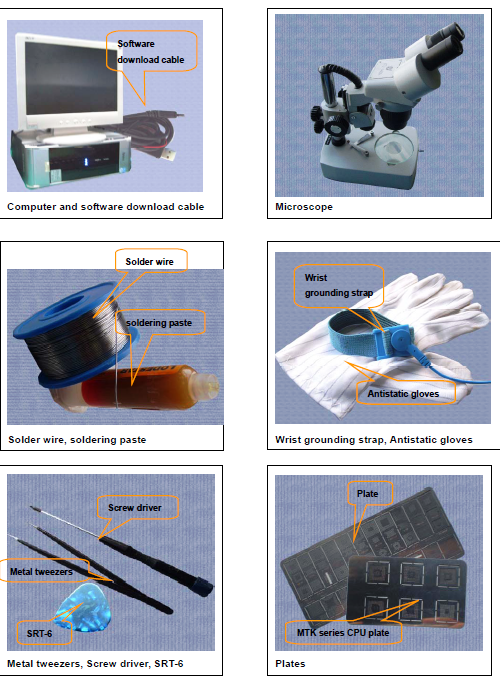 Software
download cable
Computer and software download cable
Microscope
Solder wire
soldering paste
Solder wire, soldering paste
Wrist
grounding strap
Antistatic gloves
Wrist grounding strap, Antistatic gloves
Screw driver
Metal tweezers
SRT-6
Metal tweezers, Screw driver, SRT-6
Plate
MTK series CPU plate
Plates